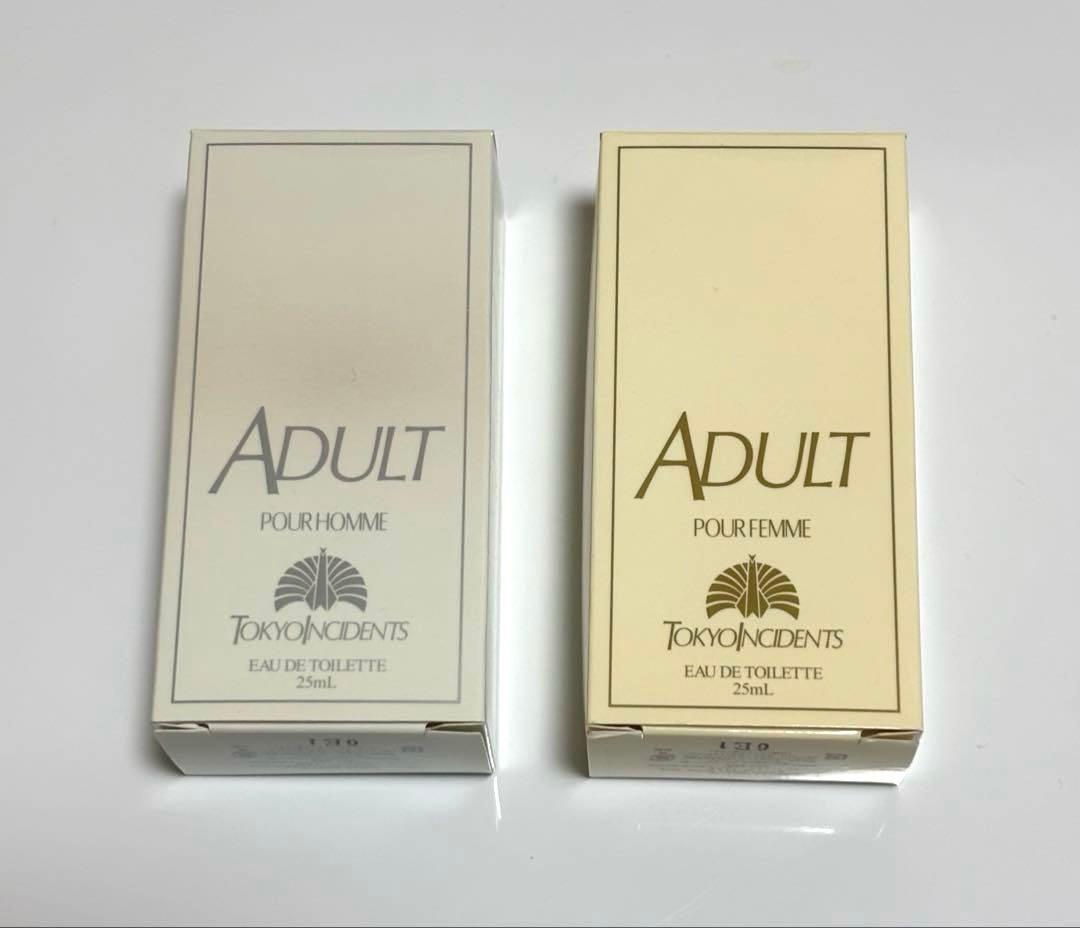 ADULT
POUR HOMME
TOKYO INCIDENTS
EAU DE TOILETTE
25mL
ADULT
POUR FEMME
TOKYO INCIDENTS
EAU DE TOILETTE
25mL